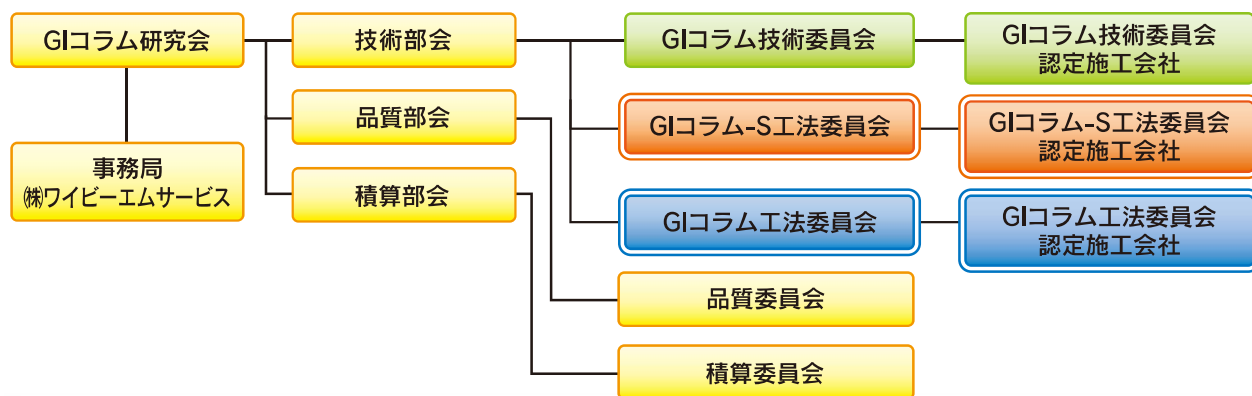 GIコラム研究会
事務局
㈱ワイビーエムサービス
技術部会
品質部会
積算部会
GIコラム技術委員会
GIコラム-S工法委員会
GIコラム工法委員会
品質委員会
積算委員会
GIコラム技術委員会
認定施工会社
GIコラム-S工法委員会
認定施工会社
GIコラム工法委員会
認定施工会社